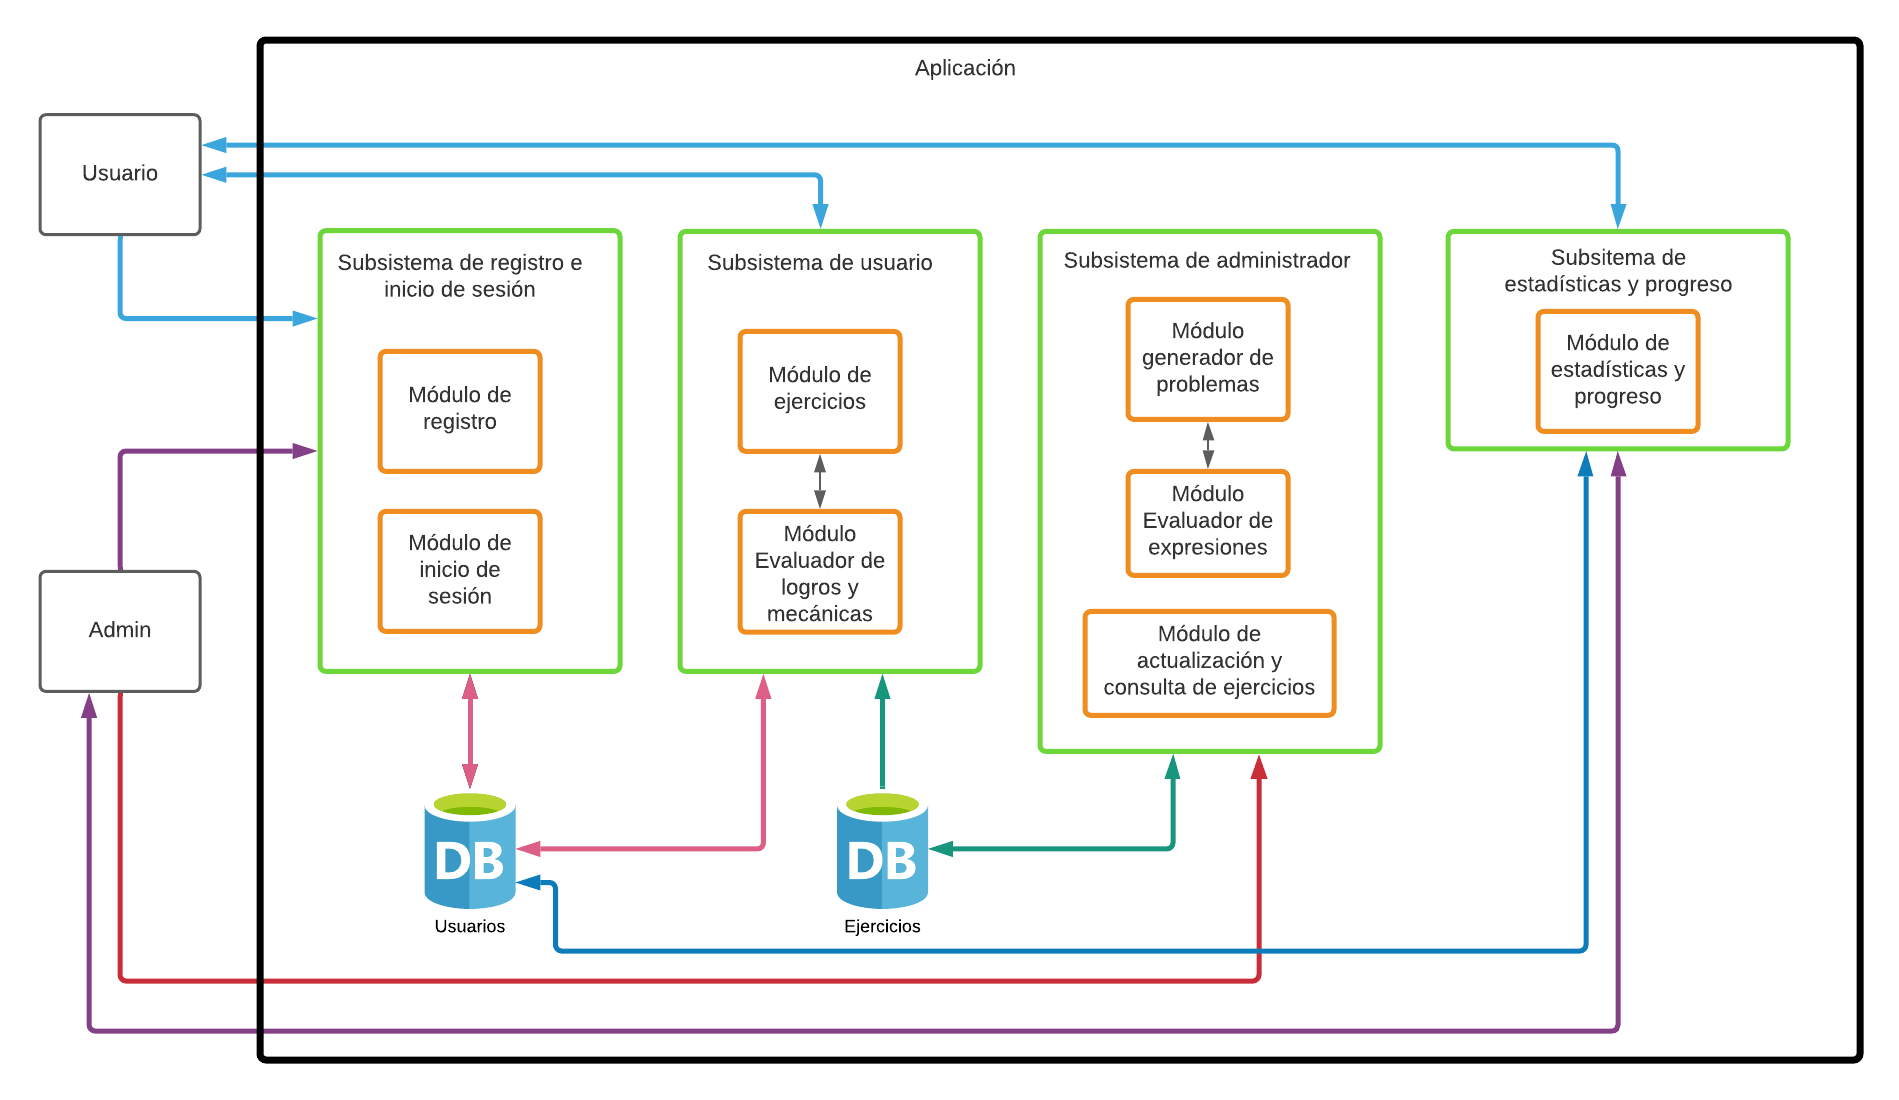 Aplicación
Usuario
Subsistema de registro e
inicio de sesión
Módulo de
registro
Módulo de
inicio de
sesión
Subsistema de usuario
Módulo de
ejercicios
Módulo
Evaluador de
logros y
mecánicas
Subsistema de administrador
Módulo
generador de
problemas
Módulo
Evaluador de
expresiones
Módulo de
actualización y
consulta de ejercicios
Subsitema de
estadísticas y progreso
Módulo de
estadísticas y
progreso
Admin
DB
Usuarios
DB
Ejercicios